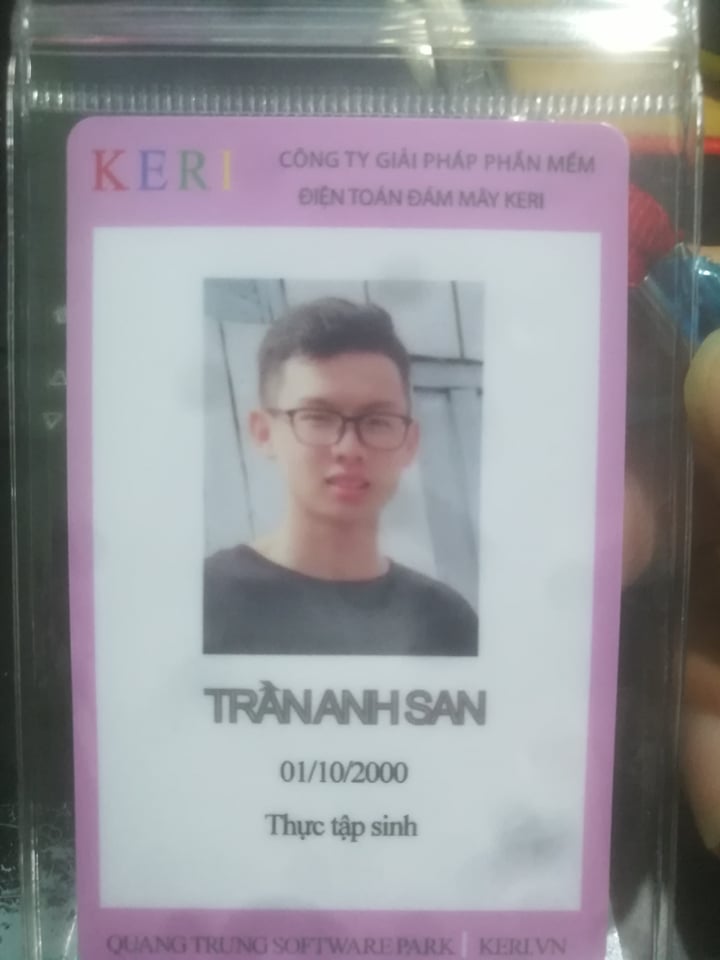 KERI
CÔNG TY GIẢI PHÁP PHẦN MỀM
ĐIỆN TOÁN ĐÁM MÂY KERI
TRẦN ANH SAN
01/10/2000
Thực tập sinh
QUANG TRUNG SOFTWARE PARK | KERI.VN